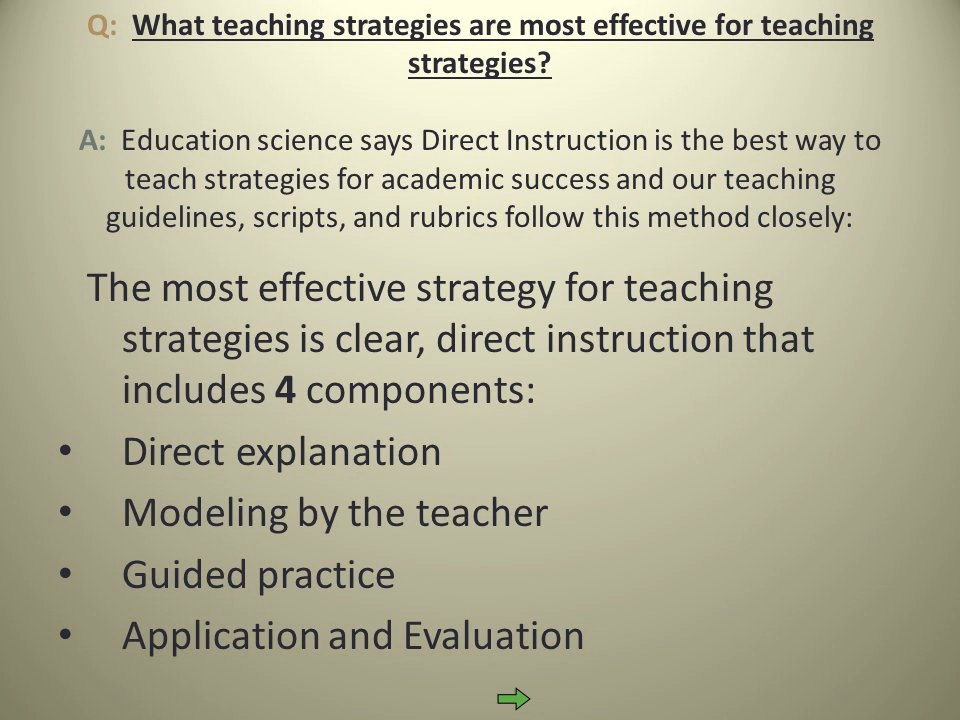 Q: What teaching strategies are most effective for teaching
strategies?
A: Education science says Direct Instruction is the best way to
teach strategies for academic success and our teaching
guidelines, scripts, and rubrics follow this method closely:
The most effective strategy for teaching
strategies is clear, direct instruction that
includes 4 components:
• Direct explanation
• Modeling by the teacher
• Guided practice
• Application and Evaluation